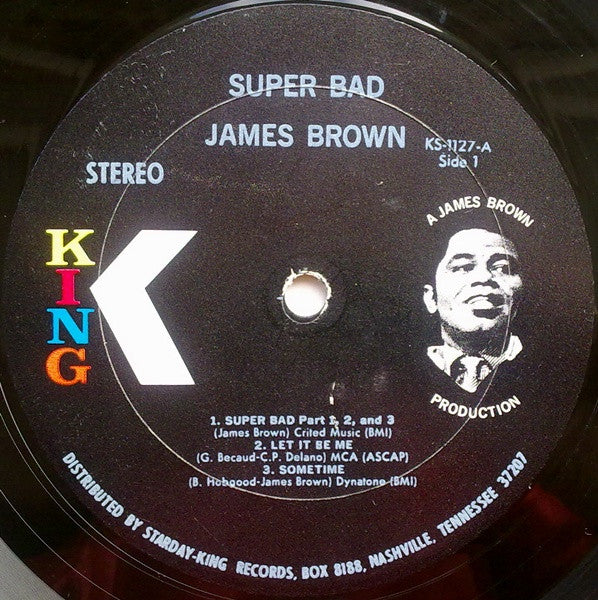 SUPER BAD
JAMES BROWN
KS-1127-A
Side 1
STEREO
KING
A JAMES BROWN
PRODUCTION
1. SUPER BAD Part 1, 2, and 3
(James Brown) Crited Music (BMI)
2. LET IT BE ME
(G. Becaud-C.P. Delano) MCA (ASCAP)
3. SOMETIME
(B. Hobgood-James Brown) Dynatone (BMI)
DISTRIBUTED BY STARDAY-KING RECORDS, BOX 8188, NASHVILLE, TENNESSEE 37207